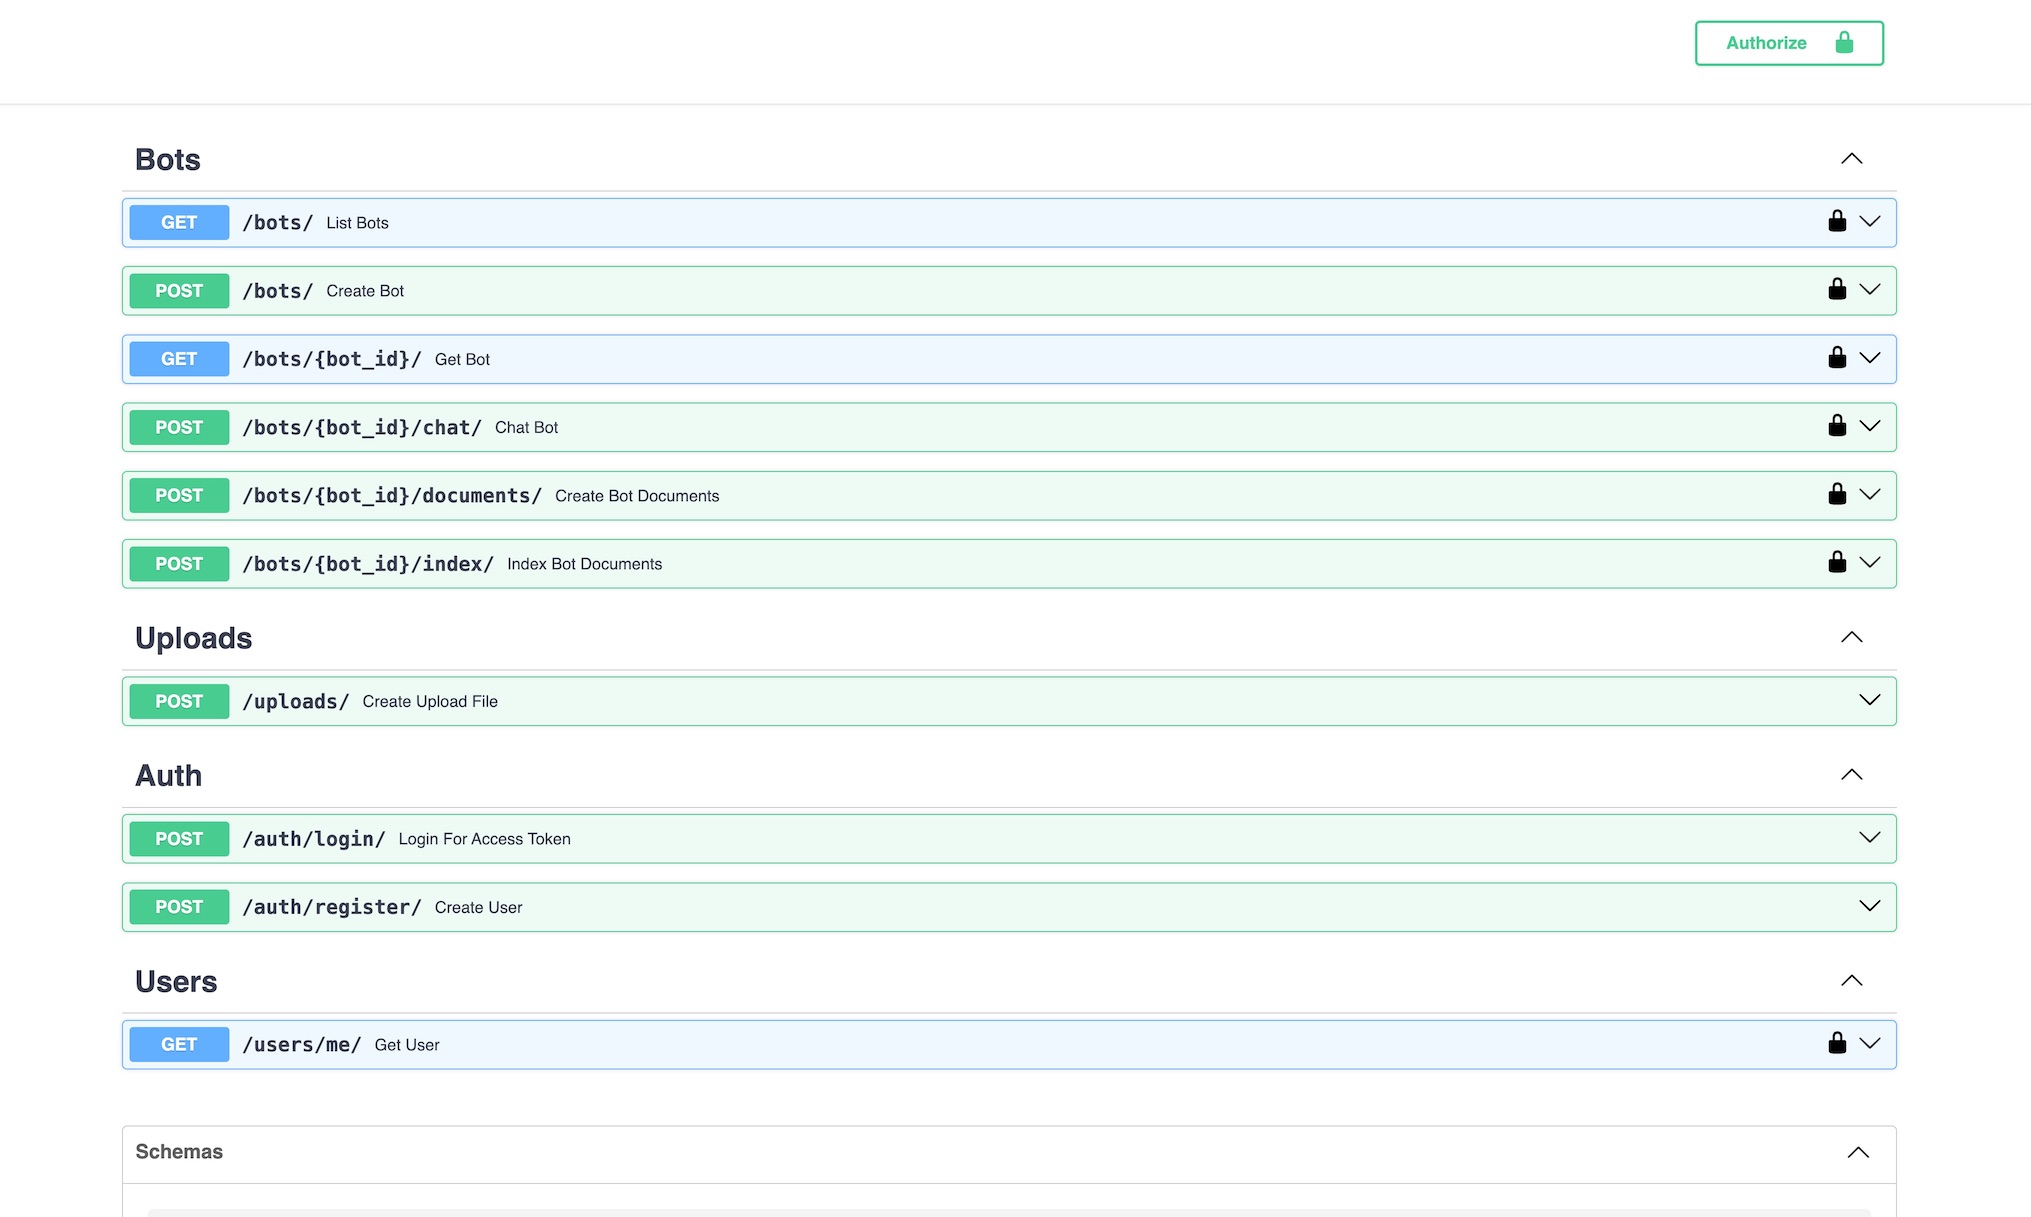 Authorize
Bots
GET /bots/ List Bots
POST /bots/ Create Bot
GET /bots/{bot_id}/ Get Bot
POST /bots/{bot_id}/chat/ Chat Bot
POST /bots/{bot_id}/documents/ Create Bot Documents
POST /bots/{bot_id}/index/ Index Bot Documents
Uploads
POST /uploads/ Create Upload File
Auth
POST /auth/login/ Login For Access Token
POST /auth/register/ Create User
Users
GET /users/me/ Get User
Schemas